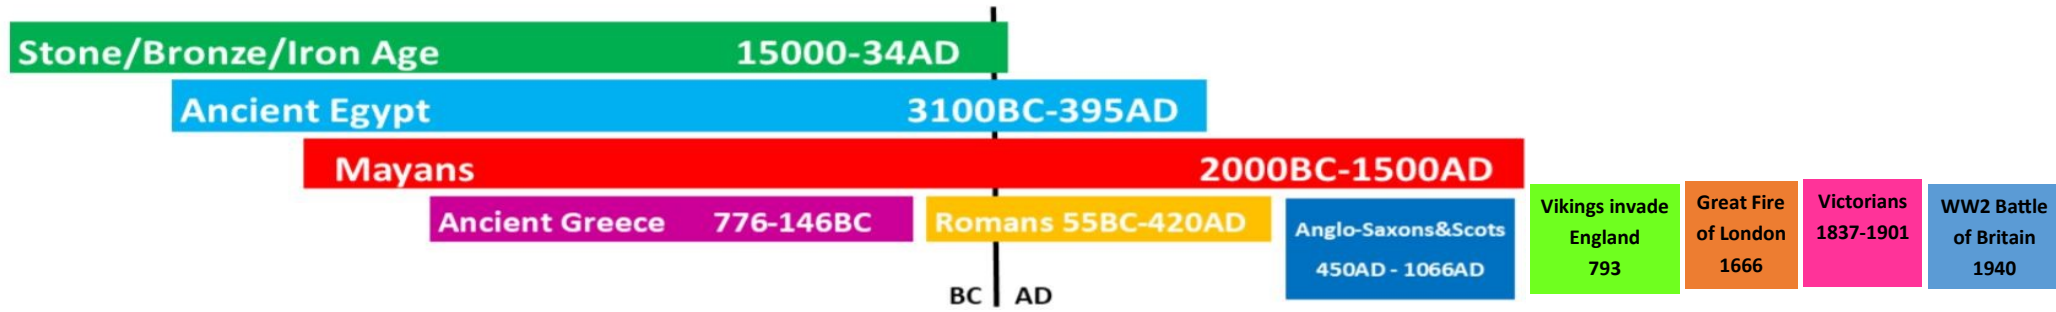 Stone/Bronze/Iron Age 15000-34AD
Ancient Egypt 3100BC-395AD
Mayans 2000BC-1500AD
Ancient Greece 776-146BC
Romans 55BC-420AD
Anglo-Saxons&Scots
450AD - 1066AD
Vikings invade
England
793
Great Fire
of London
1666
Victorians
1837-1901
WW2 Battle
of Britain
1940
BC AD